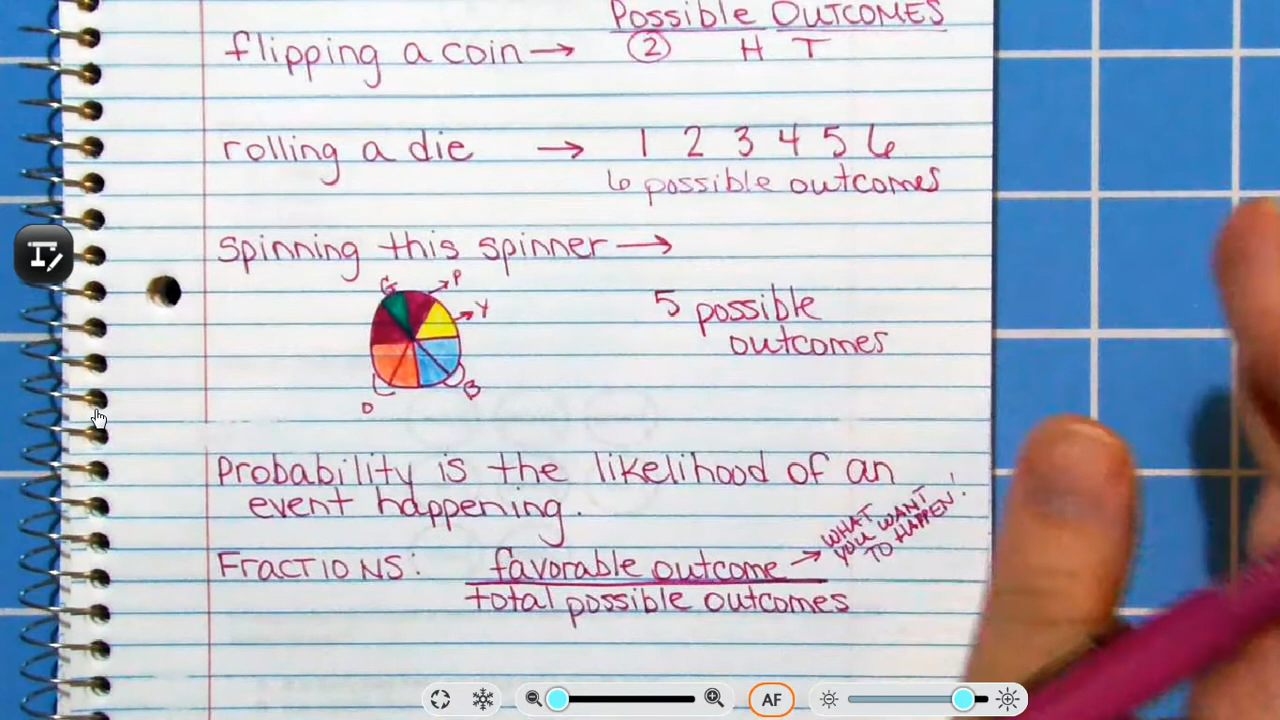 Possible OUTCOMES
flipping a coin → 2 H T
rolling a die → 1 2 3 4 5 6
6 possible outcomes
spinning this spinner →
G P
Y
5 possible
outcomes
O B
Probability is the likelihood of an
event happening.
WHAT
YOU WANT
TO HAPPEN!
FRACTIONS: favorable outcome →
total possible outcomes
AF